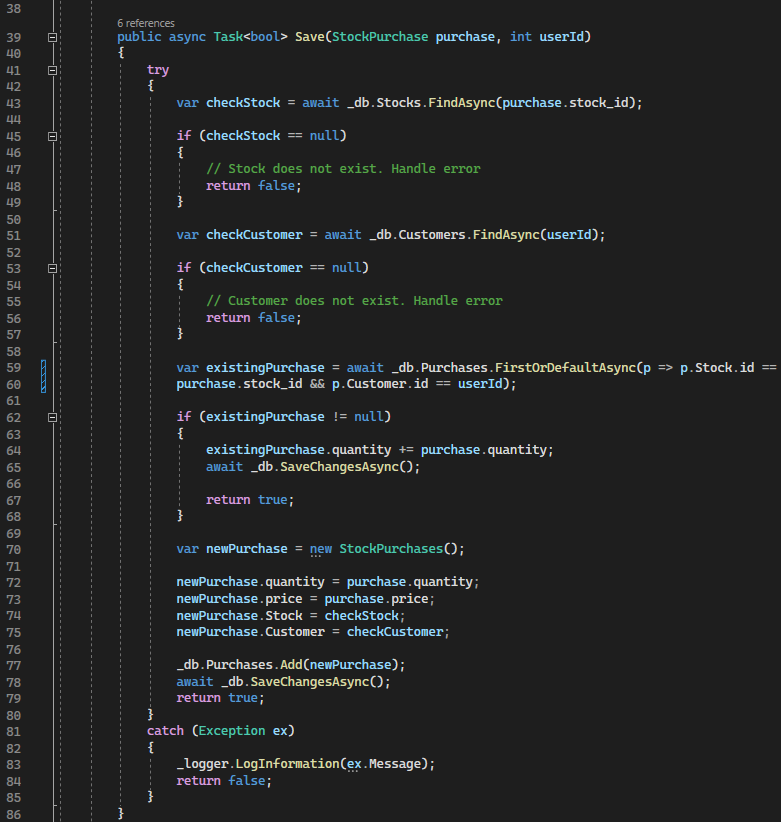 38
6 references
39 public async Task<bool> Save(StockPurchase purchase, int userId)
40 {
41 try
42 {
43 var checkStock = await _db.Stocks.FindAsync(purchase.stock_id);
44
45 if (checkStock == null)
46 {
47 // Stock does not exist. Handle error
48 return false;
49 }
50
51 var checkCustomer = await _db.Customers.FindAsync(userId);
52
53 if (checkCustomer == null)
54 {
55 // Customer does not exist. Handle error
56 return false;
57 }
58
59 var existingPurchase = await _db.Purchases.FirstOrDefaultAsync(p => p.Stock.id ==
60 purchase.stock_id && p.Customer.id == userId);
61
62 if (existingPurchase != null)
63 {
64 existingPurchase.quantity += purchase.quantity;
65 await _db.SaveChangesAsync();
66
67 return true;
68 }
69
70 var newPurchase = new StockPurchases();
71
72 newPurchase.quantity = purchase.quantity;
73 newPurchase.price = purchase.price;
74 newPurchase.Stock = checkStock;
75 newPurchase.Customer = checkCustomer;
76
77 _db.Purchases.Add(newPurchase);
78 await _db.SaveChangesAsync();
79 return true;
80 }
81 catch (Exception ex)
82 {
83 _logger.LogInformation(ex.Message);
84 return false;
85 }
86 }